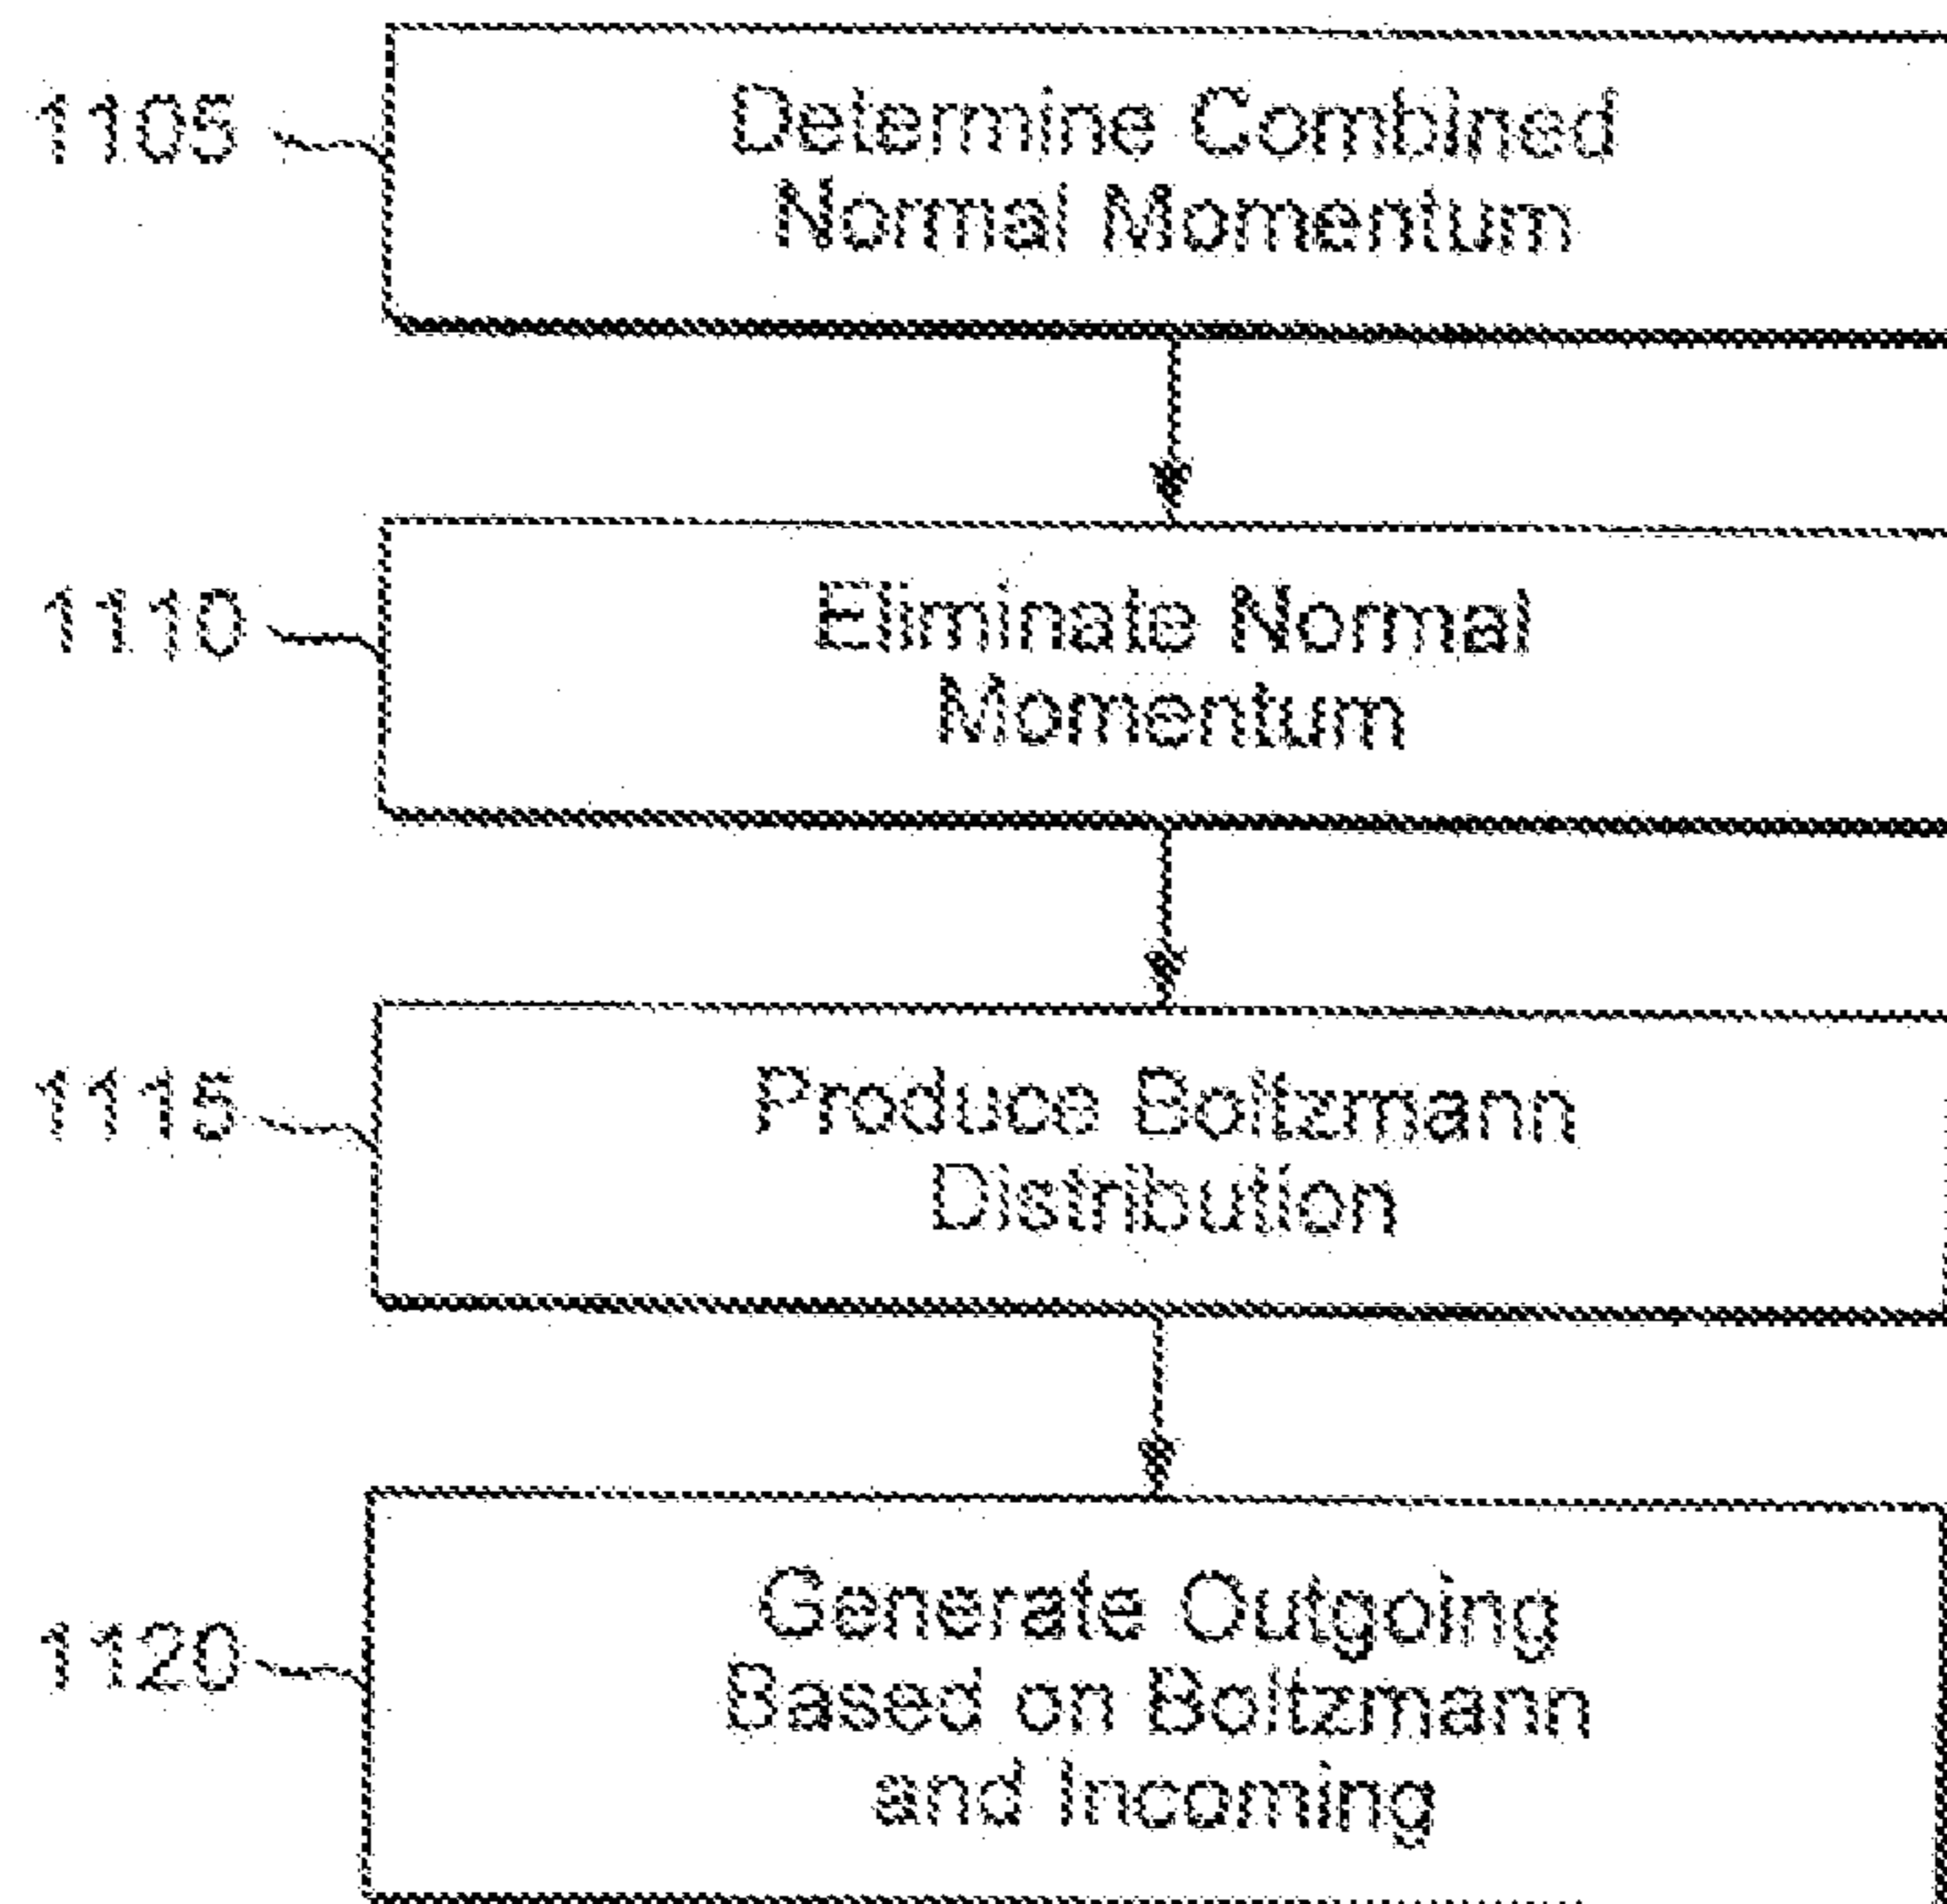 1105
Determine Combined
Normal Momentum
1110
Eliminate Normal
Momentum
1115
Produce Boltzmann
Distribution
1120
Generate Outgoing
Based on Boltzmann
and Incoming